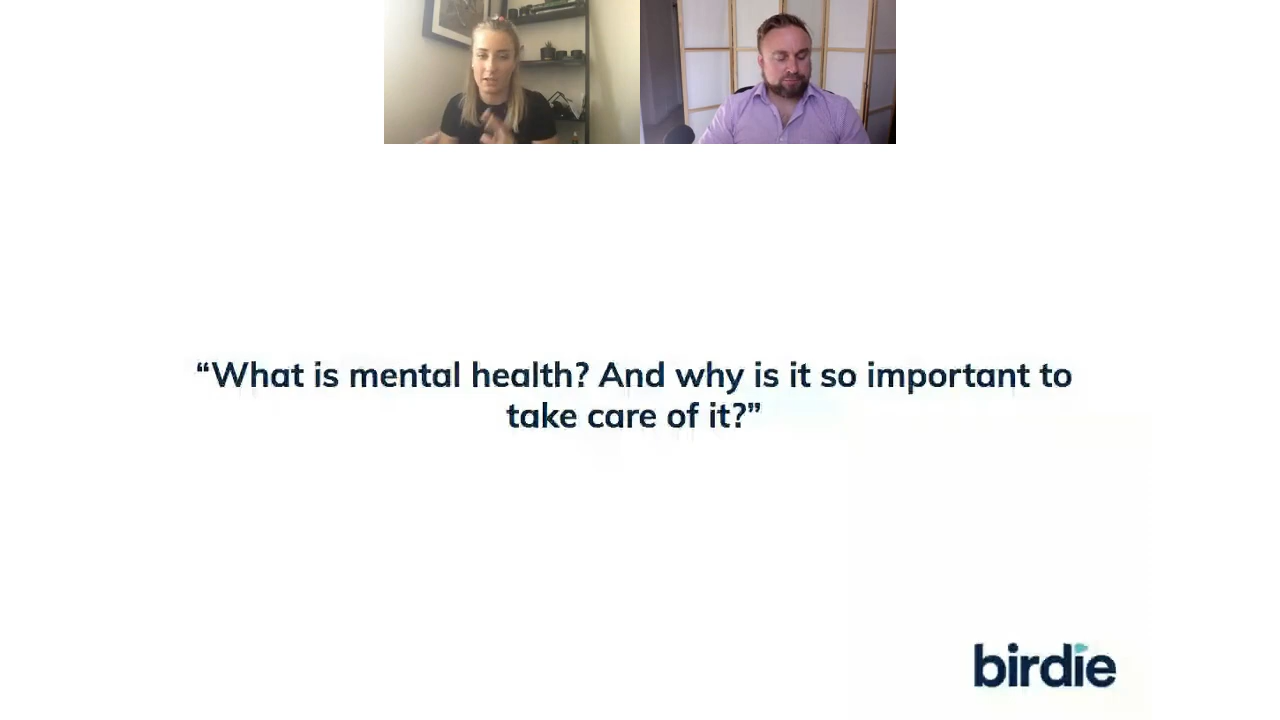 “What is mental health? And why is it so important to
take care of it?”
birdie